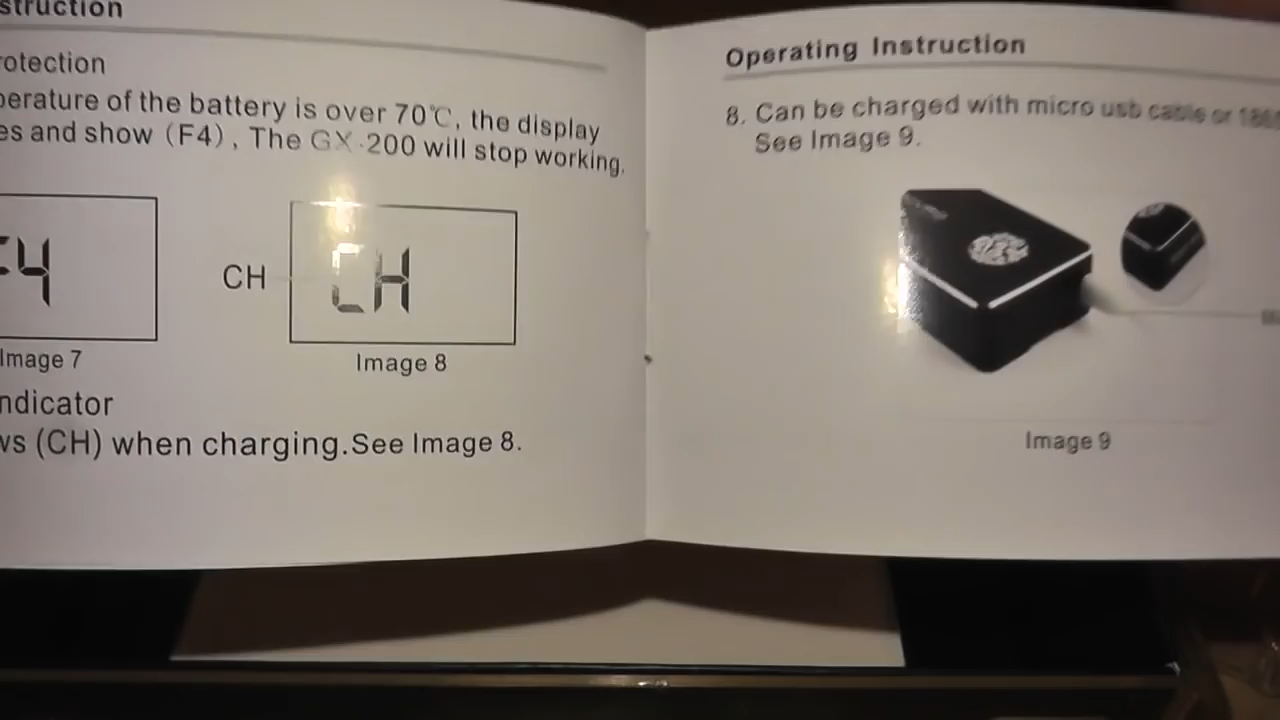 struction
otection
perature of the battery is over 70℃, the display
es and show (F4), The GX-200 will stop working.
F4
CH
CH
Image 7
Image 8
ndicator
ws (CH) when charging.See Image 8.
Operating Instruction
8. Can be charged with micro usb cable or
See Image 9.
Image 9